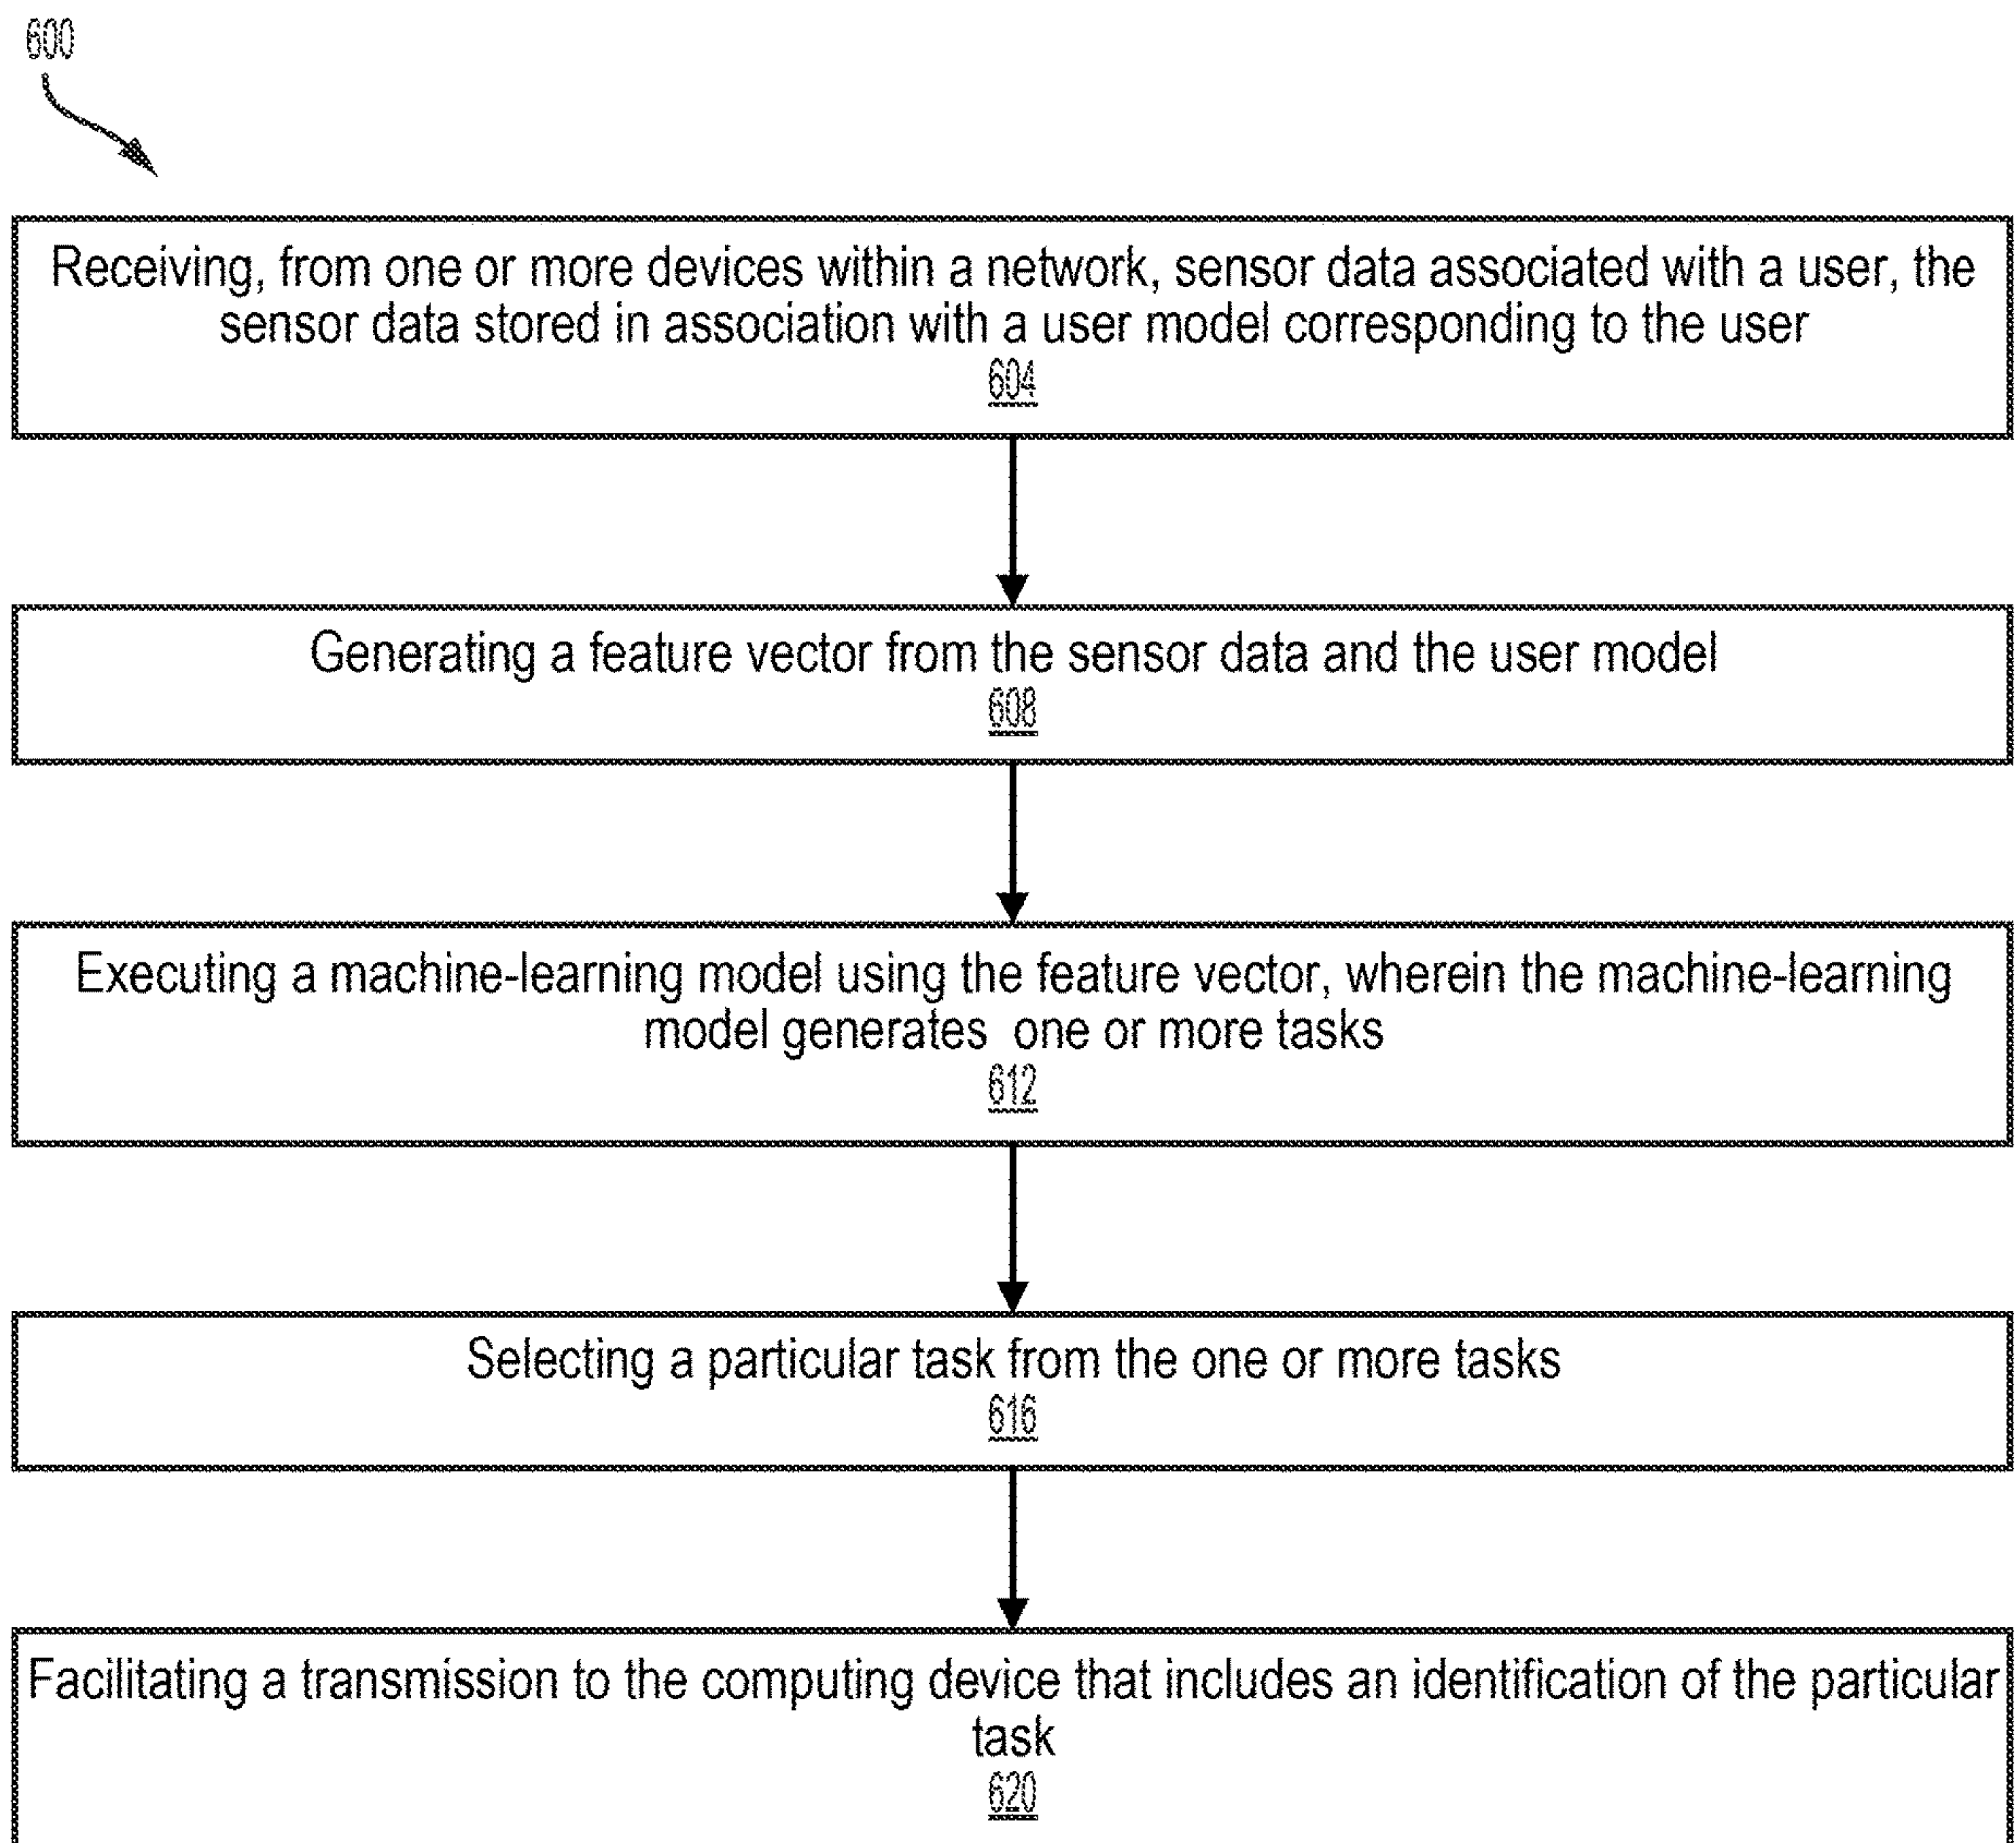 600
Receiving, from one or more devices within a network, sensor data associated with a user, the
sensor data stored in association with a user model corresponding to the user
604
Generating a feature vector from the sensor data and the user model
608
Executing a machine-learning model using the feature vector, wherein the machine-learning
model generates one or more tasks
612
Selecting a particular task from the one or more tasks
616
Facilitating a transmission to the computing device that includes an identification of the particular
task
620